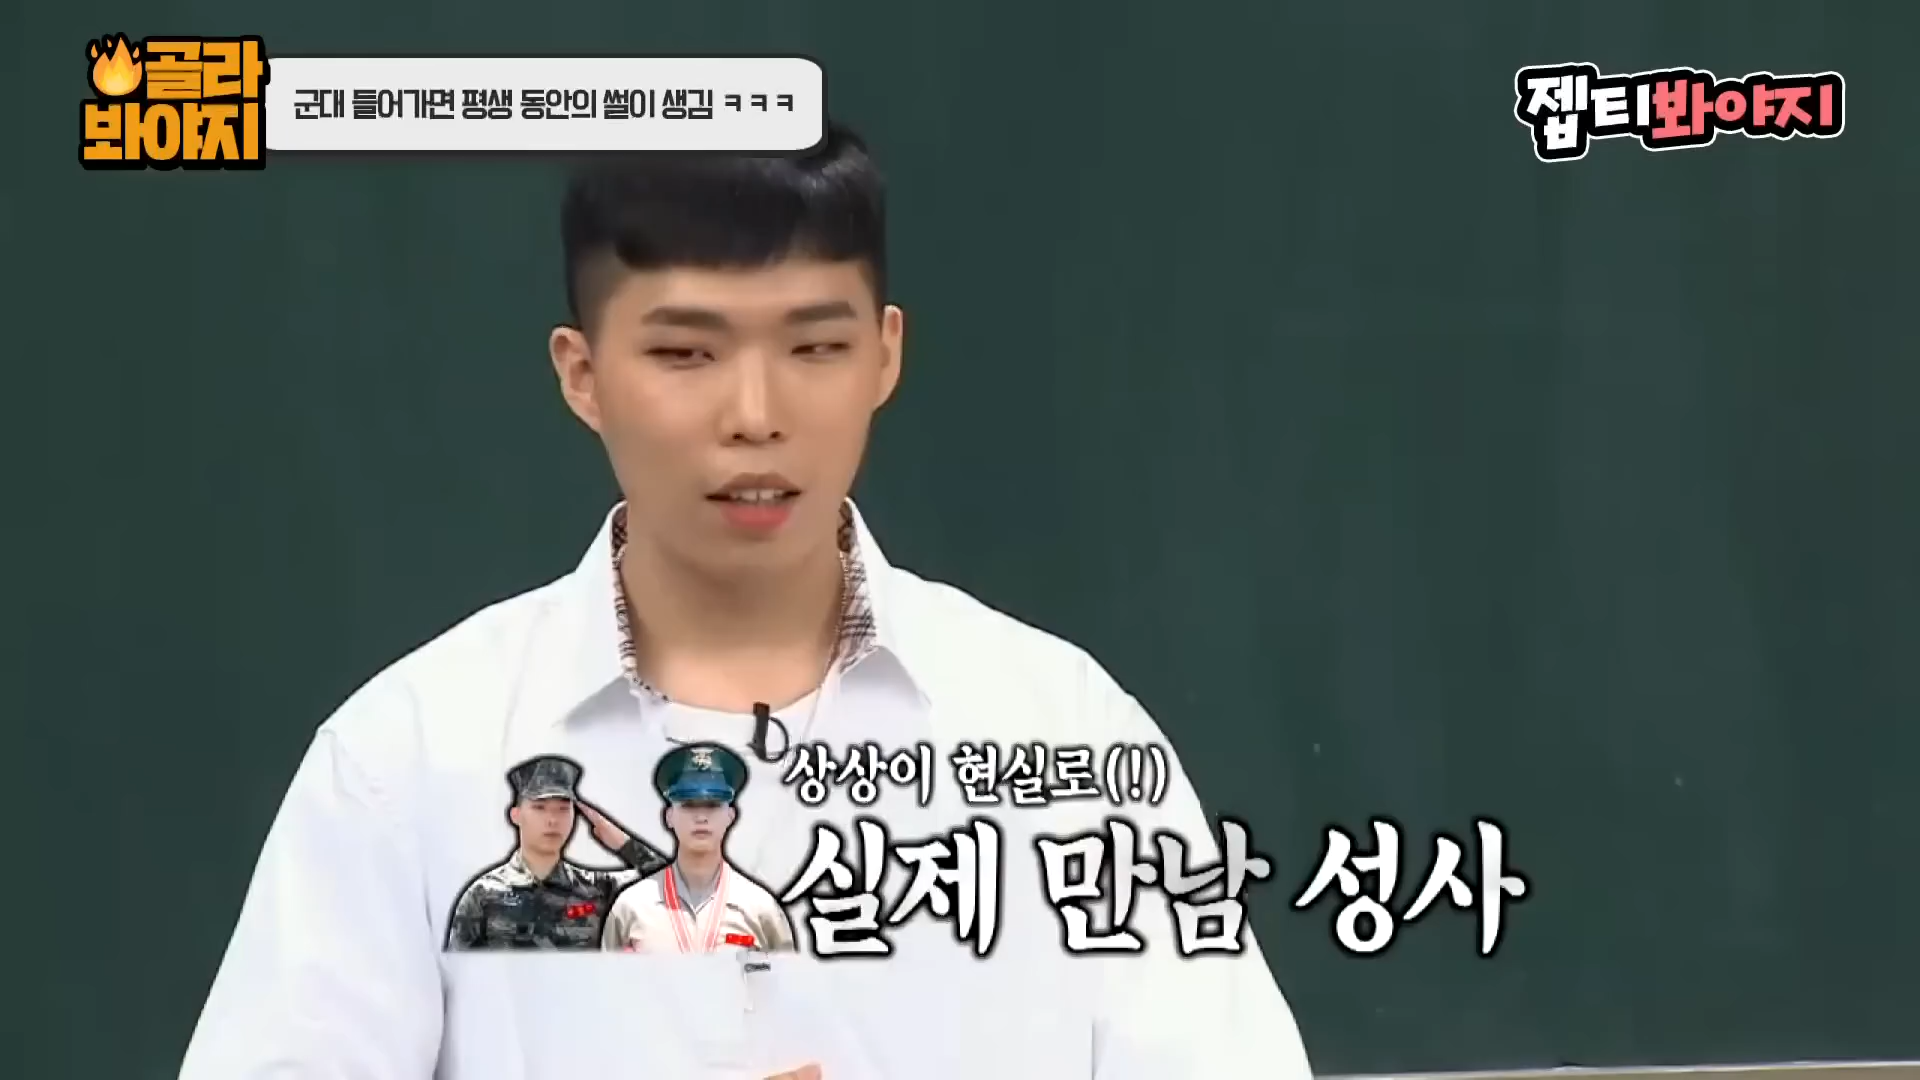 골라
봐야지
군대 들어가면 평생 동안의 썰이 생김 ㅋㅋㅋ
젭티봐야지
상상이 현실로(!)
실제 만남 성사